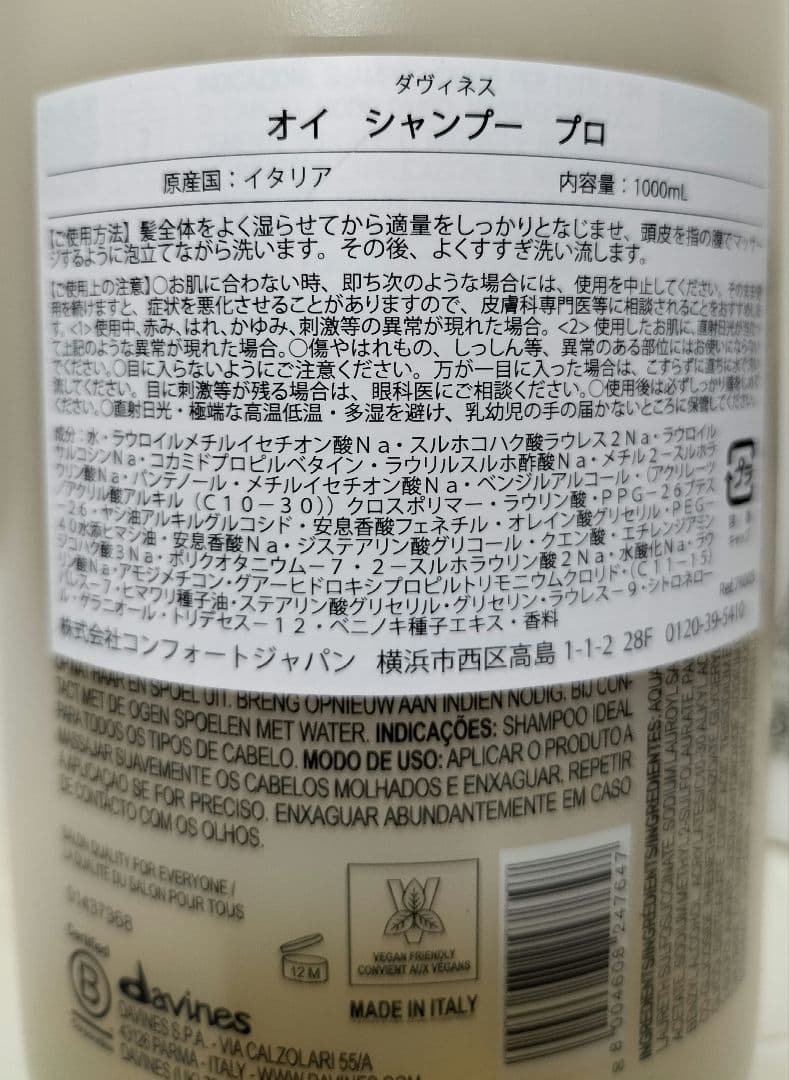 ダヴィネス
オイ シャンプー プロ
原産国：イタリア 内容量：1000mL
【ご使用方法】髪全体をよく湿らせてから適量をしっかりとなじませ、頭皮を指の腹でマッサー
ジするように泡立てながら洗います。その後、よくすすぎ洗い流します。
【ご使用上の注意】○お肌に合わない時、即ち次のような場合には、使用を中止してください。そのまま使
用を続けますと、症状を悪化させることがありますので、皮膚科専門医等に相談されることをおすすめしま
す。<1>使用中、赤み、はれ、かゆみ、刺激等の異常が現れた場合。<2>使用したお肌に、直射日光が当たっ
て上記のような異常が現れた場合。○傷やはれもの、しっしん等、異常のある部位にはお使いにならない
でください。○目に入らないようにご注意ください。万が一目に入った場合は、こすらずに直ちに水で洗い
流してください。目に刺激等が残る場合は、眼科医にご相談ください。○使用後は必ずしっかり蓋をしめて
ください。○直射日光・極端な高温低温・多湿を避け、乳幼児の手の届かないところに保管してください。
成分：水・ラウロイルメチルイセチオン酸Ｎａ・スルホコハク酸ラウレス２Ｎａ・ラウロイル
サルコシンＮａ・コカミドプロピルベタイン・ラウリルスルホ酢酸Ｎａ・メチル２－スルホラ
ウリン酸Ｎａ・パンテノール・メチルイセチオン酸Ｎａ・ベンジルアルコール・（アクリレーツ
／アクリル酸アルキル（Ｃ１０－３０））クロスポリマー・ラウリン酸・ＰＰＧ－２６ブテス
－２６・ヤシ油アルキルグルコシド・安息香酸フェネチル・オレイン酸グリセリル・ＰＥＧ－
４０水添ヒマシ油・安息香酸Ｎａ・ジステアリン酸グリコール・クエン酸・エチレンジアミン
ジコハク酸３Ｎａ・ポリクオタニウム－７・２－スルホラウリン酸２Ｎａ・水酸化Ｎａ・ラウ
リン酸Ｎａ・アモジメチコン・グアーヒドロキシプロピルトリモニウムクロリド・（Ｃ１１－１５）
パレス－７・ヒマワリ種子油・ステアリン酸グリセリル・グリセリン・ラウレス－９・シトロネロー
ル・ゲラニオール・トリデセス－１２・ベニノキ種子エキス・香料
プラ
株式会社コンフォートジャパン 横浜市西区高島 1-1-2 28F 0120-39-5410
OP NAT HAAR EN SPOEL UIT. BRENG OPNIEUW AAN INDIEN NODIG. BIJ CON-
TACT MET DE OGEN SPOELEN MET WATER. INDICAÇÕES: SHAMPOO IDEAL
PARA TODOS OS TIPOS DE CABELO. MODO DE USO: APLICAR O PRODUTO A
MASSAJAR SUAVEMENTE OS CABELOS MOLHADOS E ENXAGUAR. REPETIR
A APLICAÇAO SE FOR PRECISO. ENXAGUAR ABUNDANTEMENTE EM CASO
DE CONTACTO COM OS OLHOS.
SALON QUALITY FOR EVERYONE /
LA QUALITÉ DU SALON POUR TOUS
01437368
Certified
B
Corporation
davines
DAVINES S.P.A. - VIA CALZOLARI 55/A
43126 PARMA - ITALY - WWW.DAVINES.COM
12 M
VEGAN FRIENDLY
CONVIENT AUX VEGANS
MADE IN ITALY
8 004608 247647